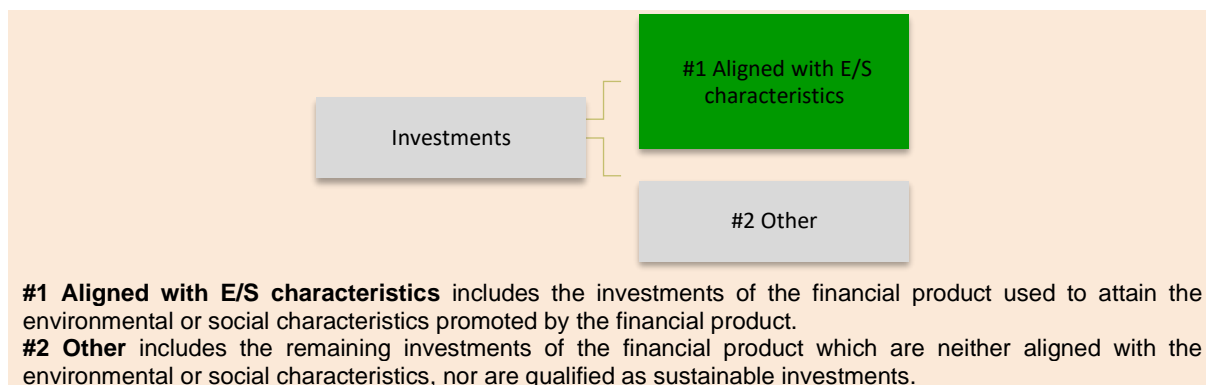 #1 Aligned with E/S
characteristics
Investments
#2 Other
#1 Aligned with E/S characteristics includes the investments of the financial product used to attain the
environmental or social characteristics promoted by the financial product.
#2 Other includes the remaining investments of the financial product which are neither aligned with the
environmental or social characteristics, nor are qualified as sustainable investments.